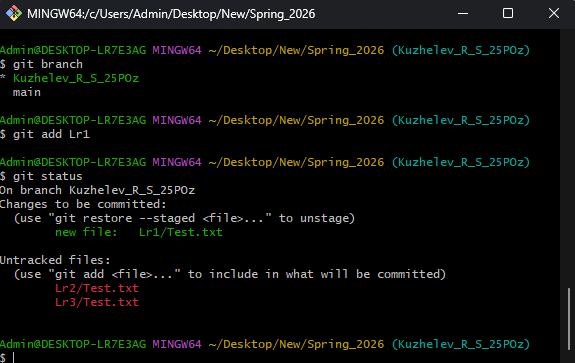 MINGW64:/c/Users/Admin/Desktop/New/Spring_2026
Admin@DESKTOP-LR7E3AG MINGW64 ~/Desktop/New/Spring_2026 (Kuzhelev_R_S_25POz)
$ git branch
* Kuzhelev_R_S_25POz
  main
Admin@DESKTOP-LR7E3AG MINGW64 ~/Desktop/New/Spring_2026 (Kuzhelev_R_S_25POz)
$ git add Lr1
Admin@DESKTOP-LR7E3AG MINGW64 ~/Desktop/New/Spring_2026 (Kuzhelev_R_S_25POz)
$ git status
On branch Kuzhelev_R_S_25POz
Changes to be committed:
  (use "git restore --staged <file>..." to unstage)
        new file:   Lr1/Test.txt
Untracked files:
  (use "git add <file>..." to include in what will be committed)
        Lr2/Test.txt
        Lr3/Test.txt
Admin@DESKTOP-LR7E3AG MINGW64 ~/Desktop/New/Spring_2026 (Kuzhelev_R_S_25POz)
$